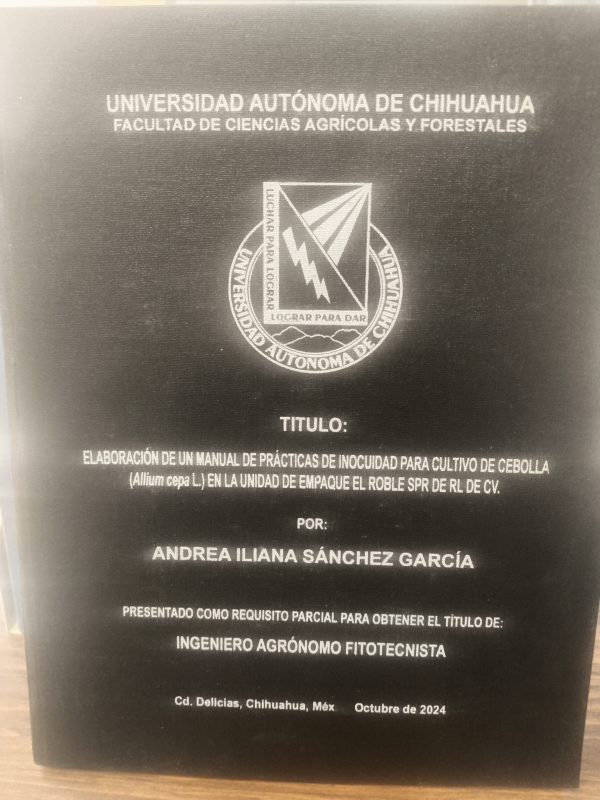 UNIVERSIDAD AUTÓNOMA DE CHIHUAHUA
FACULTAD DE CIENCIAS AGRÍCOLAS Y FORESTALES
LUCHAR PARA LOGRAR
LOGRAR PARA DAR
UNIVERSIDAD AUTONOMA DE CHIHUAHUA
TITULO:
ELABORACIÓN DE UN MANUAL DE PRÁCTICAS DE INOCUIDAD PARA CULTIVO DE CEBOLLA
(Allium cepa L.) EN LA UNIDAD DE EMPAQUE EL ROBLE SPR DE RL DE CV.
POR:
ANDREA ILIANA SÁNCHEZ GARCÍA
PRESENTADO COMO REQUISITO PARCIAL PARA OBTENER EL TÍTULO DE:
INGENIERO AGRÓNOMO FITOTECNISTA
Cd. Delicias, Chihuahua, Méx Octubre de 2024